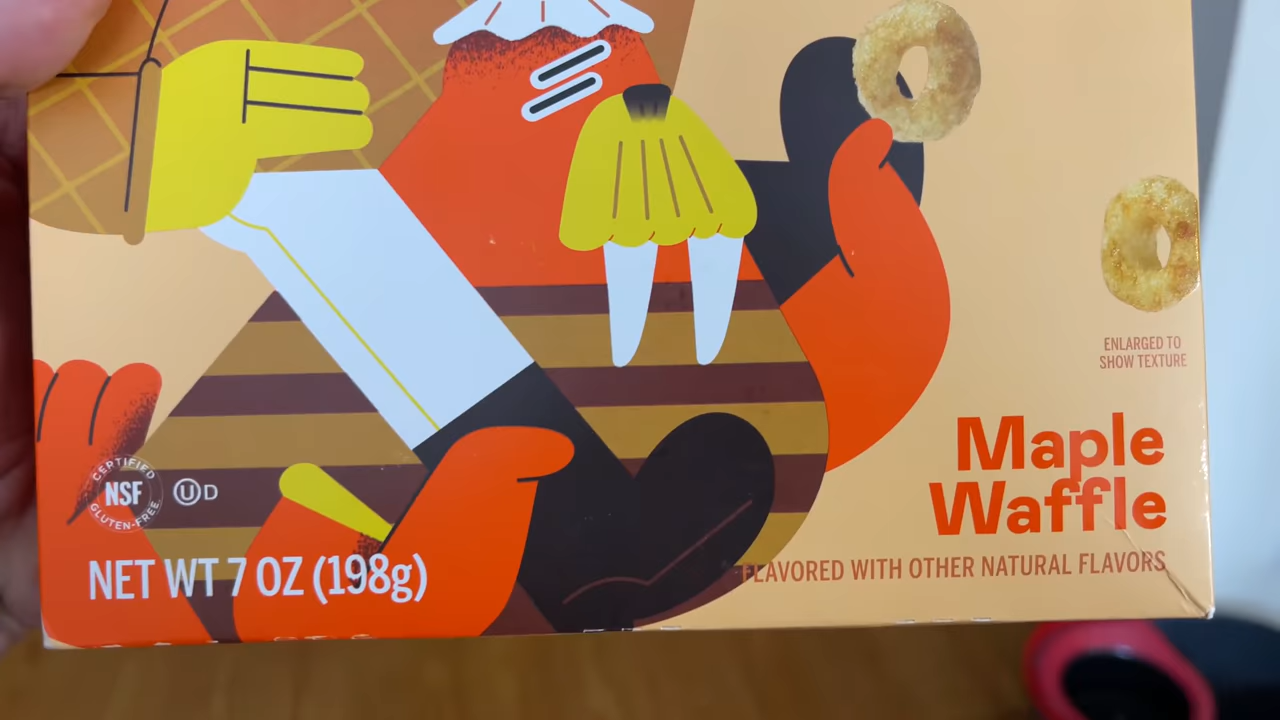 ENLARGED TO
SHOW TEXTURE
Maple
Waffle
FLAVORED WITH OTHER NATURAL FLAVORS
CERTIFIED
NSF
GLUTEN-FREE
U D
NET WT 7 OZ (198g)